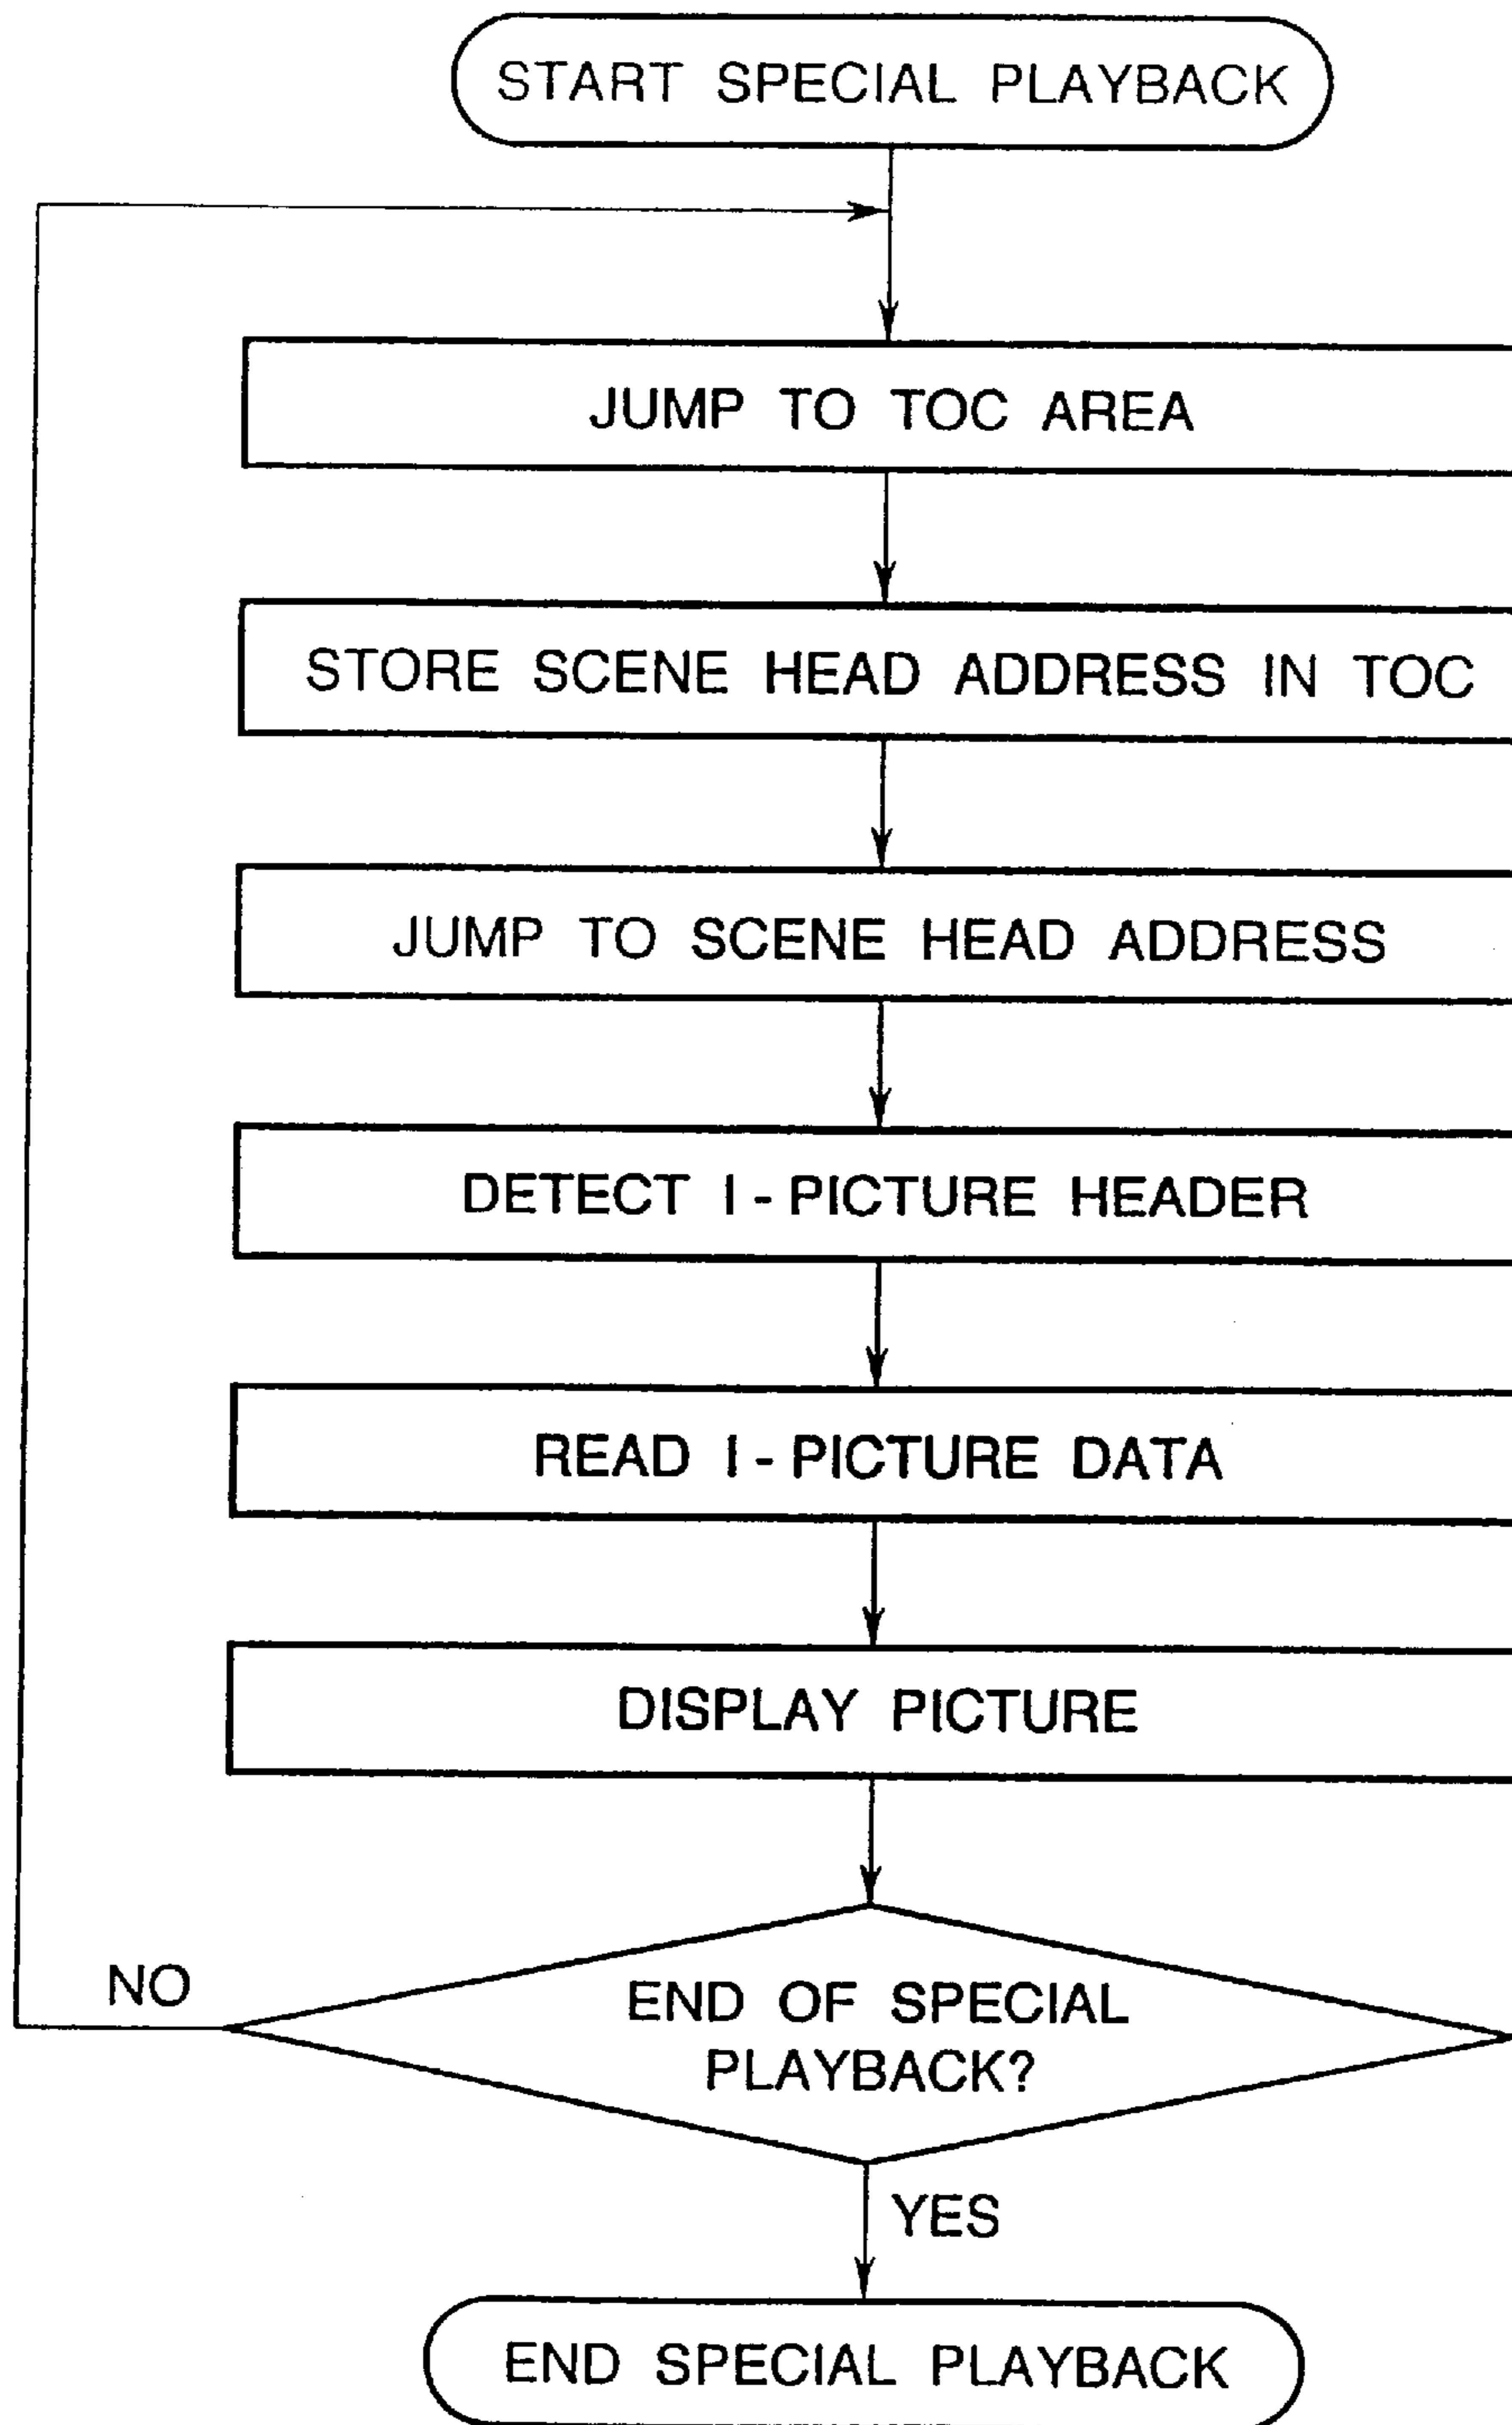 START SPECIAL PLAYBACK
JUMP TO TOC AREA
STORE SCENE HEAD ADDRESS IN TOC
JUMP TO SCENE HEAD ADDRESS
DETECT I - PICTURE HEADER
READ I - PICTURE DATA
DISPLAY PICTURE
NO
END OF SPECIAL
PLAYBACK?
YES
END SPECIAL PLAYBACK